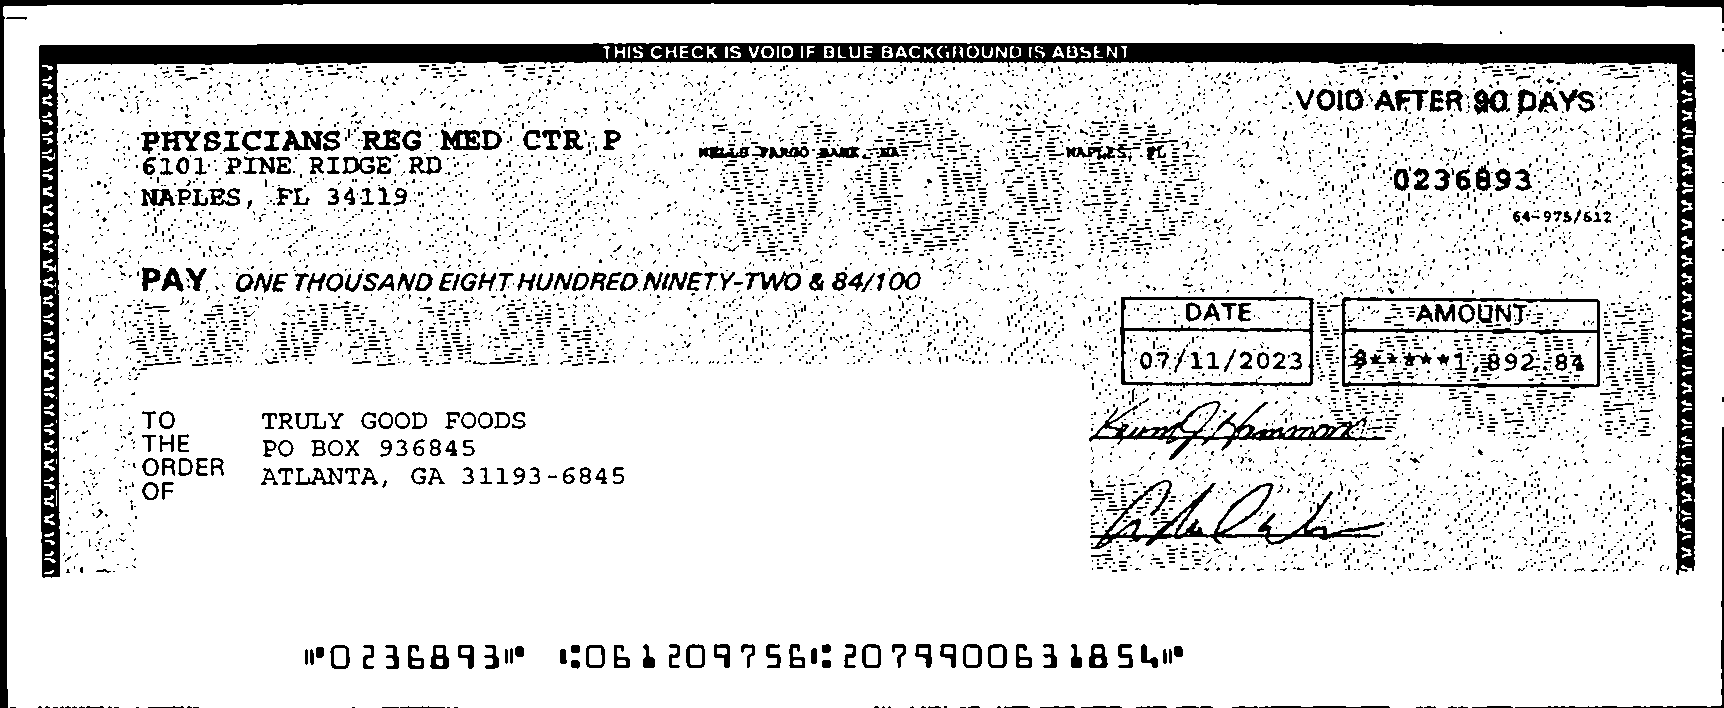 THIS CHECK IS VOID IF BLUE BACKGROUND IS ABSENT
VOID AFTER 90 DAYS
PHYSICIANS REG MED CTR P
6101 PINE RIDGE RD
NAPLES, FL 34119
WELLS FARGO BANK, NA
NAPLES, FL
0236893
64-975/612
VOID
PAY ONE THOUSAND EIGHT HUNDRED NINETY-TWO & 84/100
DATE AMOUNT
07/11/2023 $******1,892.84
TO THE ORDER OF
TRULY GOOD FOODS
PO BOX 936845
ATLANTA, GA 31193-6845
⑈0236893⑈ ⑆061209756⑆2079900631854⑈